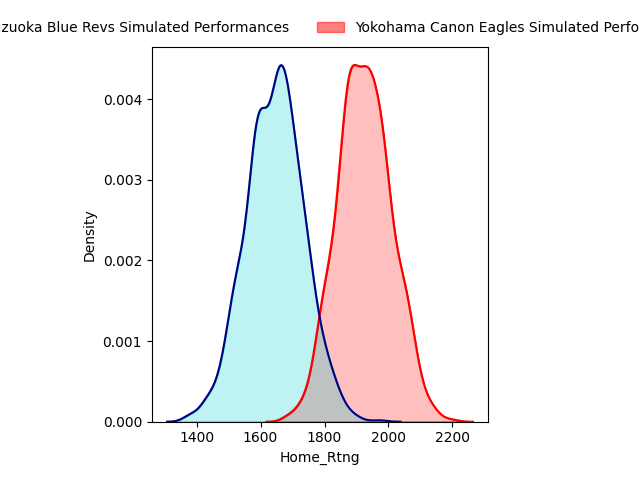 zuoka Blue Revs Simulated Performances
Yokohama Canon Eagles Simulated Perfo
0.004
0.003
0.002
0.001
0.000
Density
1400 1600 1800 2000 2200
Home_Rtng